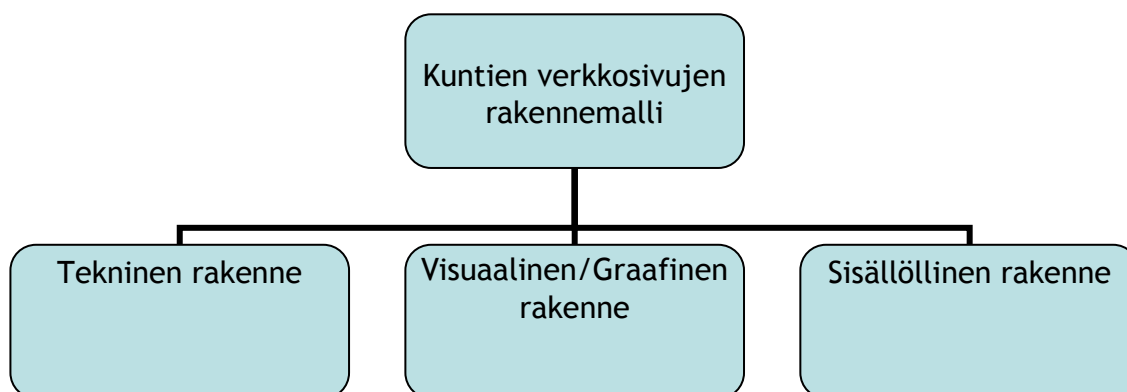 Kuntien verkkosivujen
rakennemalli
Tekninen rakenne
Visuaalinen/Graafinen
rakenne
Sisällöllinen rakenne